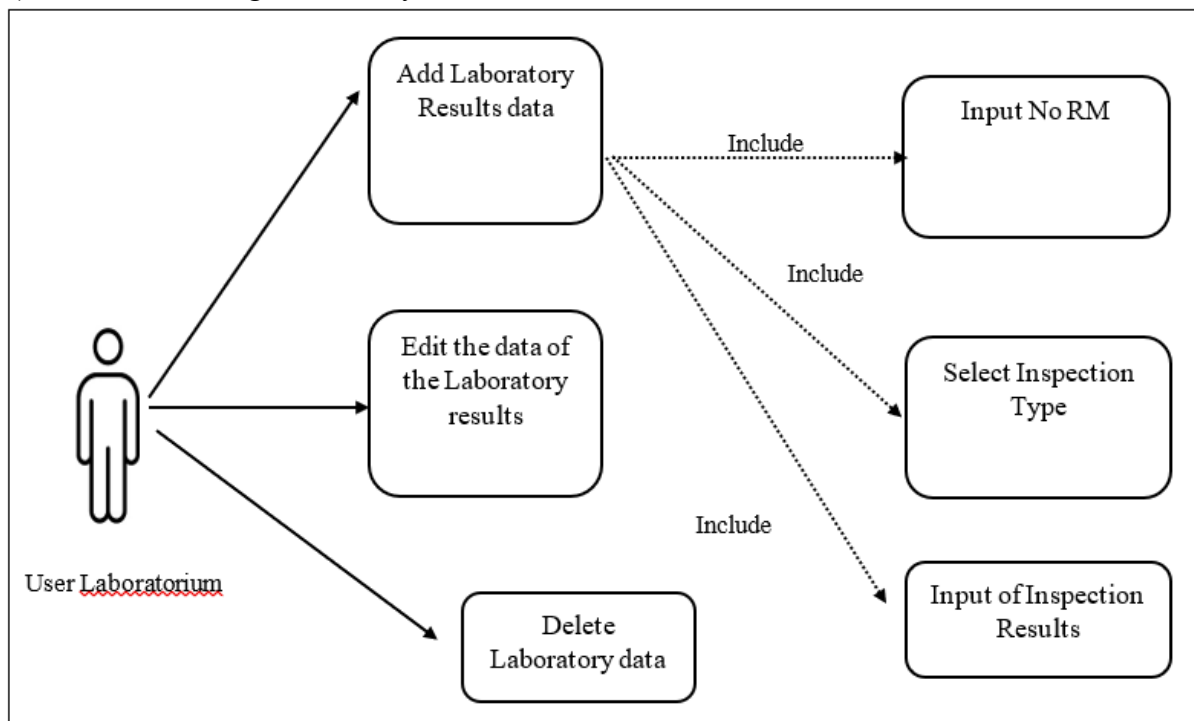 Add Laboratory
Results data
Input No RM
Include
Include
Edit the data of
the Laboratory
results
Select Inspection
Type
Include
User Laboratorium
Delete
Laboratory data
Input of Inspection
Results